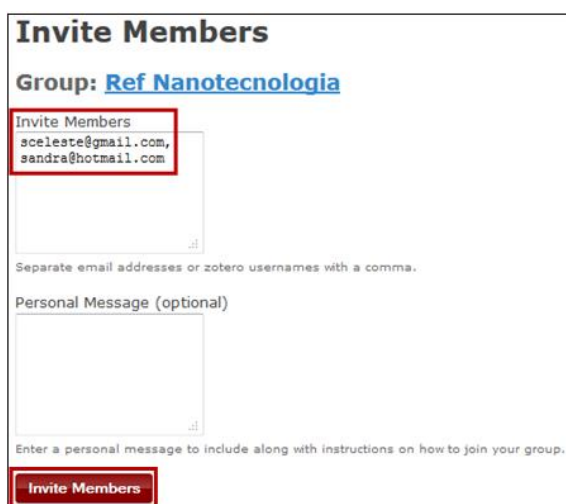 Invite Members
Group: Ref Nanotecnologia
Invite Members
sceleste@gmail.com,
sandra@hotmail.com
Separate email addresses or zotero usernames with a comma.
Personal Message (optional)
Enter a personal message to include along with instructions on how to join your group.
Invite Members